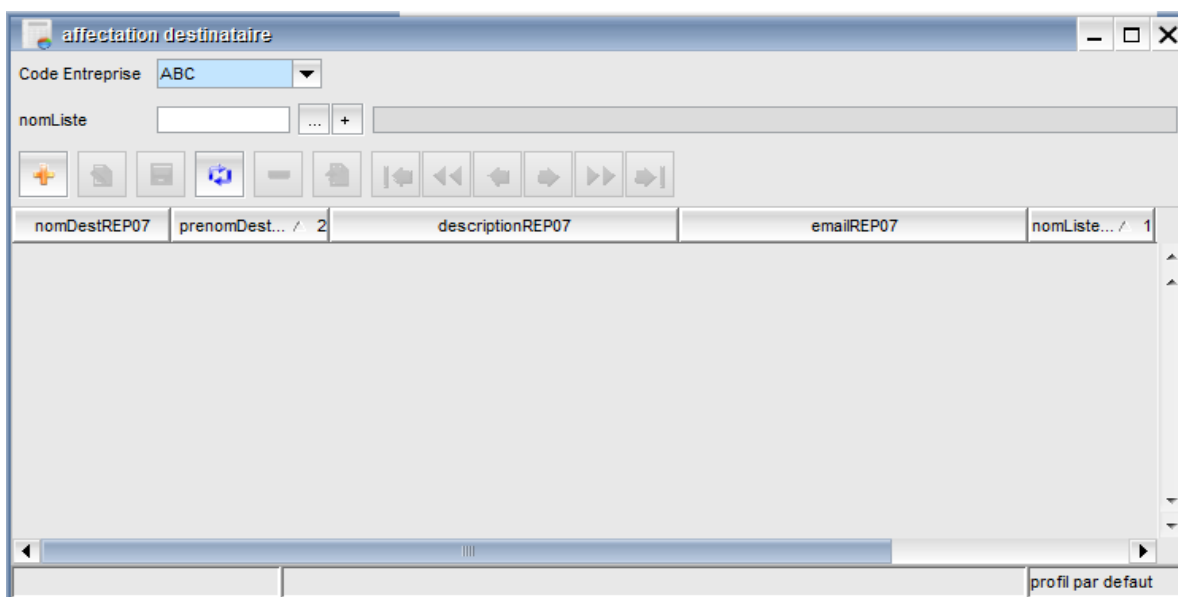 affectation destinataire
Code Entreprise ABC
nomListe ... +
nomDestREP07 prenomDest... 2 descriptionREP07 emailREP07 nomListe... 1
profil par defaut